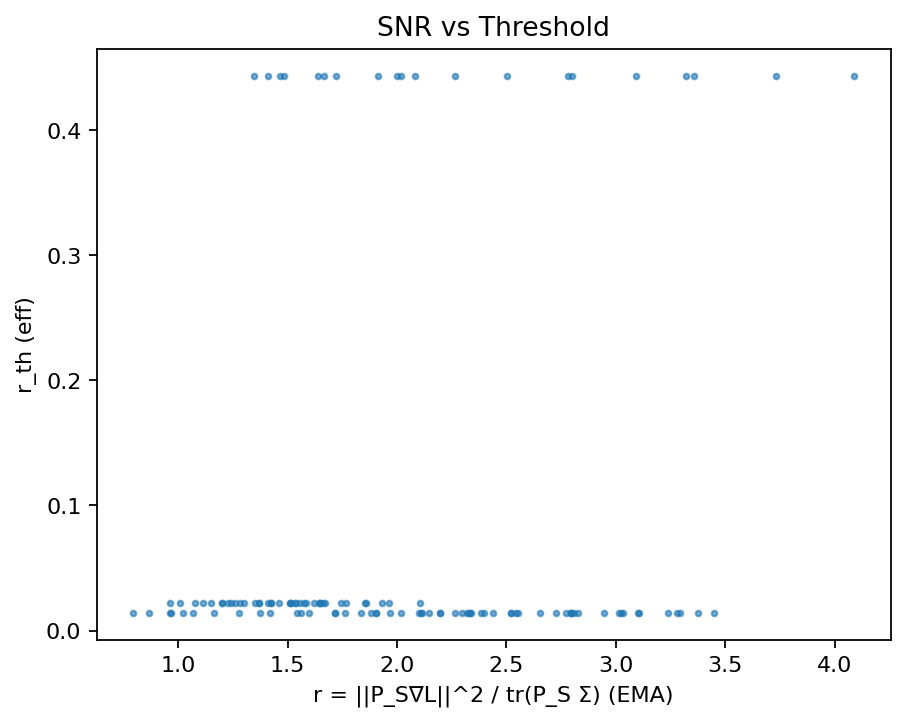 SNR vs Threshold
r_th (eff)
0.4
0.3
0.2
0.1
0.0
1.0 1.5 2.0 2.5 3.0 3.5 4.0
r = ||P_S∇L||^2 / tr(P_S Σ) (EMA)